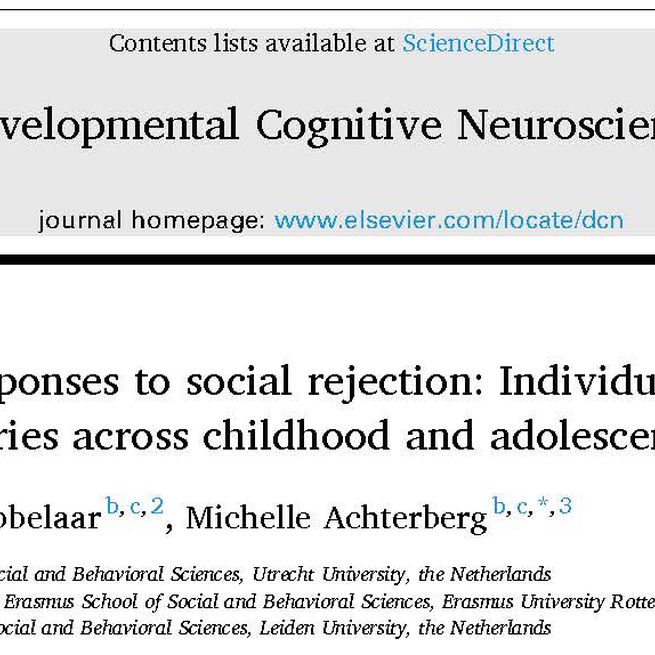 Contents lists available at ScienceDirect
velopmental Cognitive Neuroscien
journal homepage: www.elsevier.com/locate/dcn
ponses to social rejection: Individu
ries across childhood and adolescen
bbelaar b, c, 2, Michelle Achterberg b, c, *, 3
cial and Behavioral Sciences, Utrecht University, the Netherlands
Erasmus School of Social and Behavioral Sciences, Erasmus University Rotte
ocial and Behavioral Sciences, Leiden University, the Netherlands